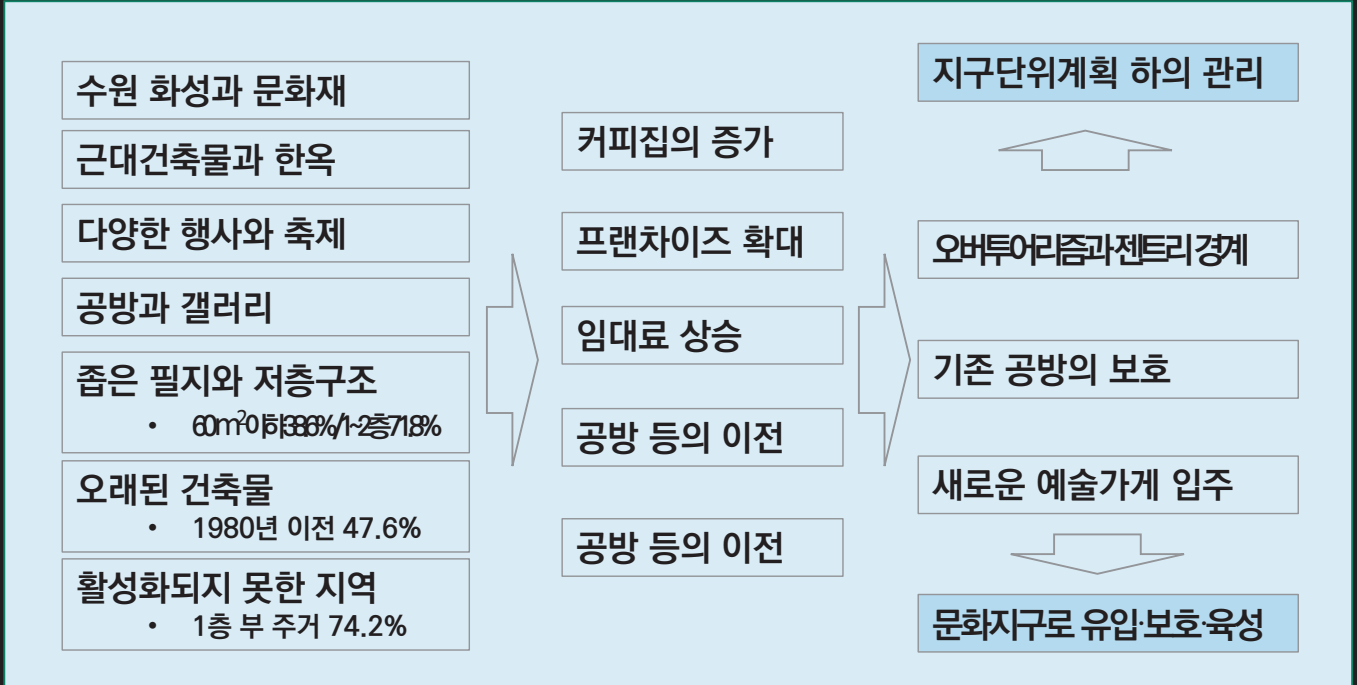 수원 화성과 문화재
근대건축물과 한옥
다양한 행사와 축제
공방과 갤러리
좁은 필지와 저층구조
• 60m²이하38.6%/1~2층71.8%
오래된 건축물
• 1980년 이전 47.6%
활성화되지 못한 지역
• 1층 부 주거 74.2%
커피집의 증가
프랜차이즈 확대
임대료 상승
공방 등의 이전
공방 등의 이전
지구단위계획 하의 관리
오버투어리즘과젠트리 경계
기존 공방의 보호
새로운 예술가게 입주
문화지구로 유입·보호·육성